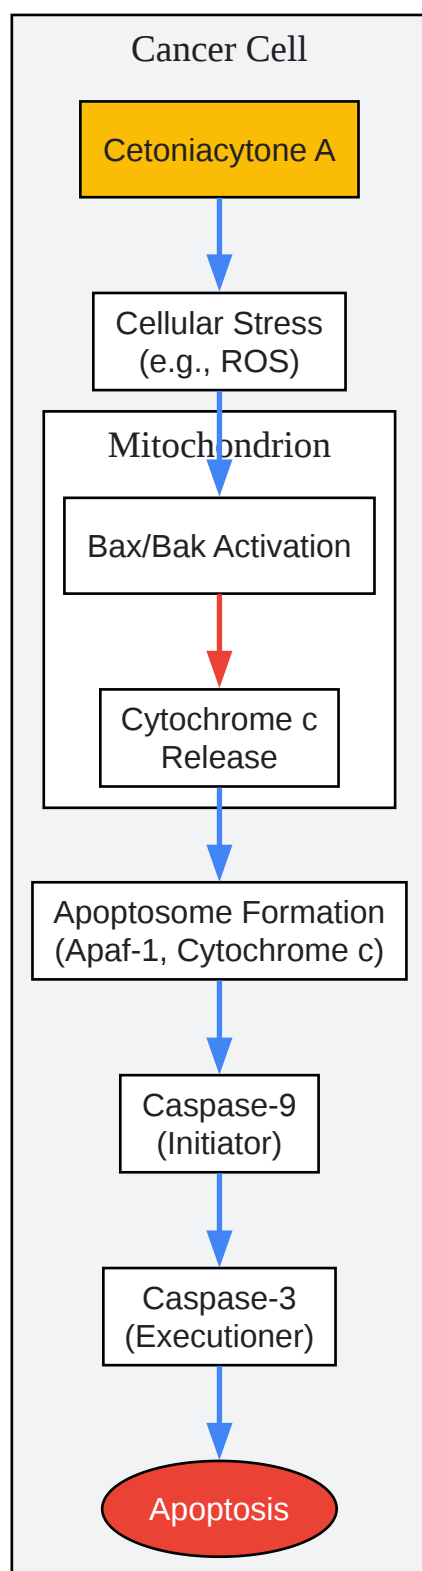 Cancer Cell
Cetoniacytone A
Cellular Stress
(e.g., ROS)
Mitochondrion
Bax/Bak Activation
Cytochrome c
Release
Apoptosome Formation
(Apaf-1, Cytochrome c)
Caspase-9
(Initiator)
Caspase-3
(Executioner)
Apoptosis